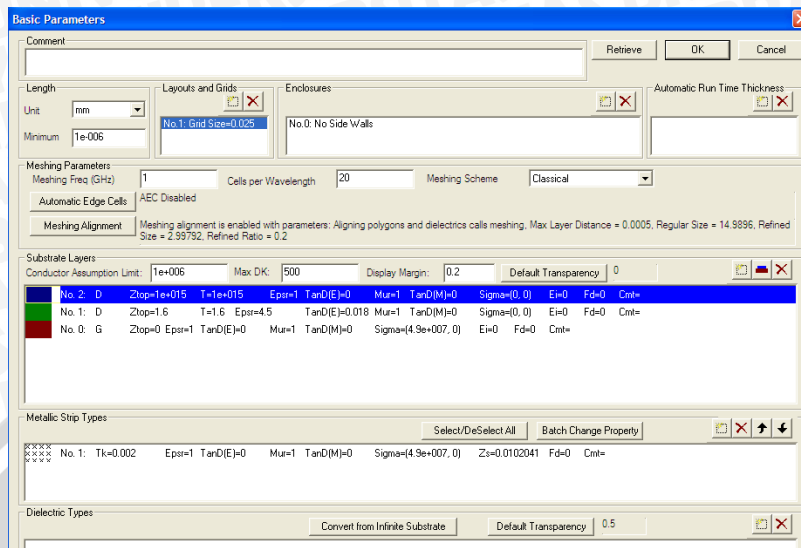 Basic Parameters
Comment
Retrieve OK Cancel
Length
Layouts and Grids
Enclosures
Automatic Run Time Thickness
Unit mm
Minimum 1e-006
No.1: Grid Size=0.025
No.0: No Side Walls
Meshing Parameters
Meshing Freq (GHz) 1 Cells per Wavelength 20 Meshing Scheme Classical
Automatic Edge Cells AEC Disabled
Meshing Alignment Meshing alignment is enabled with parameters: Aligning polygons and dielectrics calls meshing, Max Layer Distance = 0.0005, Regular Size = 14.9896, Refined
Size = 2.99792, Refined Ratio = 0.2
Substrate Layers
Conductor Assumption Limit: 1e+006 Max DK: 500 Display Margin: 0.2 Default Transparency 0
No. 2: D Ztop=1e+015 T=1e+015 Epsr=1 TanD(E)=0 Mur=1 TanD(M)=0 Sigma=(0, 0) Ei=0 Fd=0 Cmt=
No. 1: D Ztop=1.6 T=1.6 Epsr=4.5 TanD(E)=0.018 Mur=1 TanD(M)=0 Sigma=(0, 0) Ei=0 Fd=0 Cmt=
No. 0: G Ztop=0 Epsr=1 TanD(E)=0 Mur=1 TanD(M)=0 Sigma=(4.9e+007, 0) Ei=0 Fd=0 Cmt=
Metallic Strip Types
Select/DeSelect All Batch Change Property
No. 1: Tk=0.002 Epsr=1 TanD(E)=0 Mur=1 TanD(M)=0 Sigma=(4.9e+007, 0) Zs=0.0102041 Fd=0 Cmt=
Dielectric Types
Convert from Infinite Substrate Default Transparency 0.5